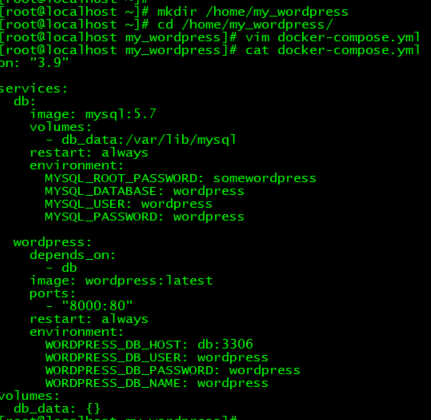 [root@localhost ~]# mkdir /home/my_wordpress
[root@localhost ~]# cd /home/my_wordpress/
[root@localhost my_wordpress]# vim docker-compose.yml
[root@localhost my_wordpress]# cat docker-compose.yml
on: "3.9"

services:
  db:
    image: mysql:5.7
    volumes:
      - db_data:/var/lib/mysql
    restart: always
    environment:
      MYSQL_ROOT_PASSWORD: somewordpress
      MYSQL_DATABASE: wordpress
      MYSQL_USER: wordpress
      MYSQL_PASSWORD: wordpress

  wordpress:
    depends_on:
      - db
    image: wordpress:latest
    ports:
      - "8000:80"
    restart: always
    environment:
      WORDPRESS_DB_HOST: db:3306
      WORDPRESS_DB_USER: wordpress
      WORDPRESS_DB_PASSWORD: wordpress
      WORDPRESS_DB_NAME: wordpress
volumes:
  db_data: {}